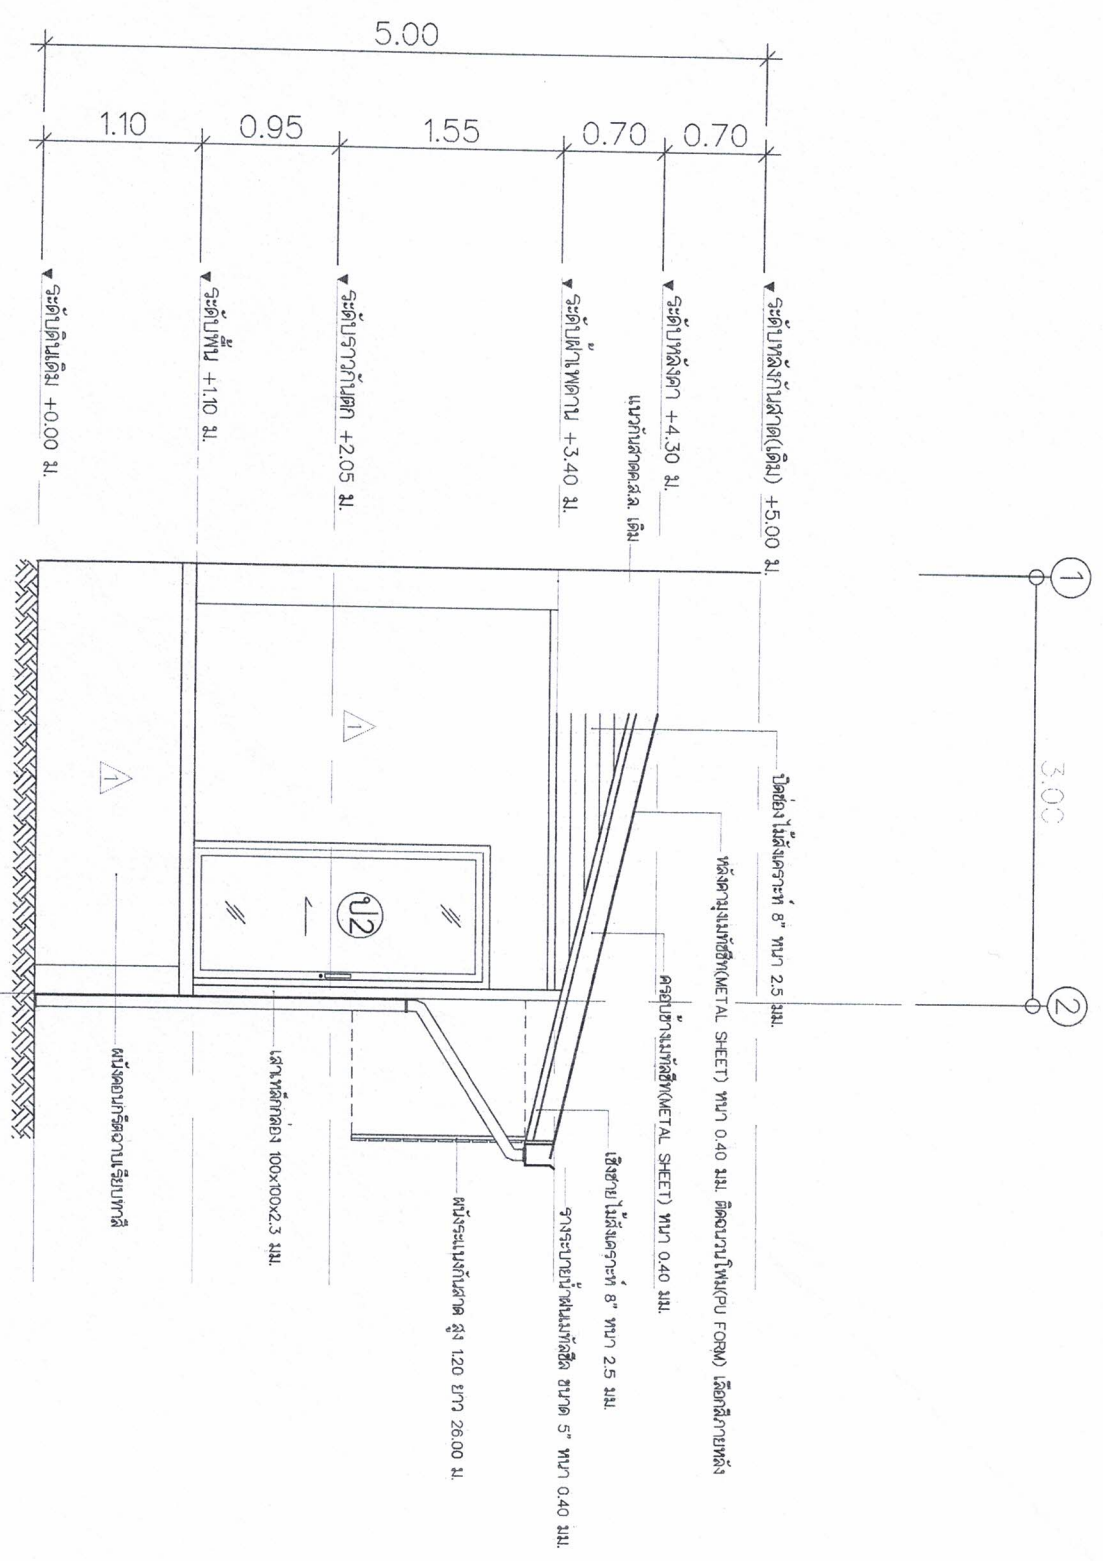 1
3.00
2
5.00
0.70
0.70
1.55
0.95
1.10
ระดับหลังกันสาด(เดิม) +5.00 ม.
ระดับหลังคา +4.30 ม.
แนวกันสาดค.ส.ล. เดิม
ระดับฝ้าเพดาน +3.40 ม.
ระดับราวกันตก +2.05 ม.
ระดับพื้น +1.10 ม.
ระดับดินเดิม +0.00 ม.
ปิดช่องไม้สังเคราะห์ 8" หนา 2.5 มม.
หลังคามุงเมทัชชีท(METAL SHEET) หนา 0.40 มม. ติดฉนวนโฟม(PU FORM) เลือกสีภายหลัง
ครอบข้างเมทัลชีท(METAL SHEET) หนา 0.40 มม.
เชิงชายไม้สังเคราะห์ 8" หนา 2.5 มม.
รางระบายน้ำฝนเมทัลชีล ขนาด 5" หนา 0.40 มม.
ผนังระแนงกันสาด สูง 1.20 ยาว 26.00 ม.
เสาเหล็กกล่อง 100x100x2.3 มม.
ผนังคอนกรีตฉาบเรียบทาสี
ป2
1
1